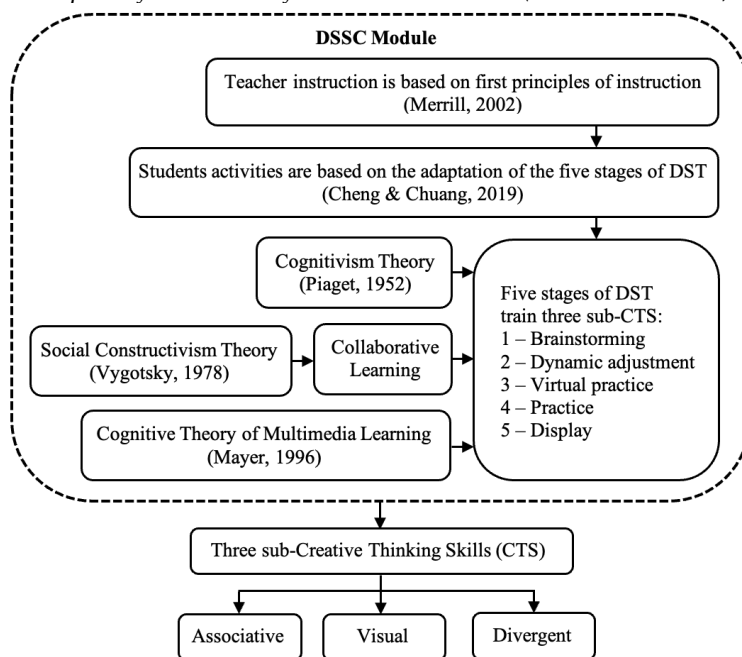 DSSC Module
Teacher instruction is based on first principles of instruction
(Merrill, 2002)
Students activities are based on the adaptation of the five stages of DST
(Cheng & Chuang, 2019)
Cognitivism Theory
(Piaget, 1952)
Social Constructivism Theory
(Vygotsky, 1978)
Collaborative
Learning
Cognitive Theory of Multimedia Learning
(Mayer, 1996)
Five stages of DST
train three sub-CTS:
1 – Brainstorming
2 – Dynamic adjustment
3 – Virtual practice
4 – Practice
5 – Display
Three sub-Creative Thinking Skills (CTS)
Associative
Visual
Divergent